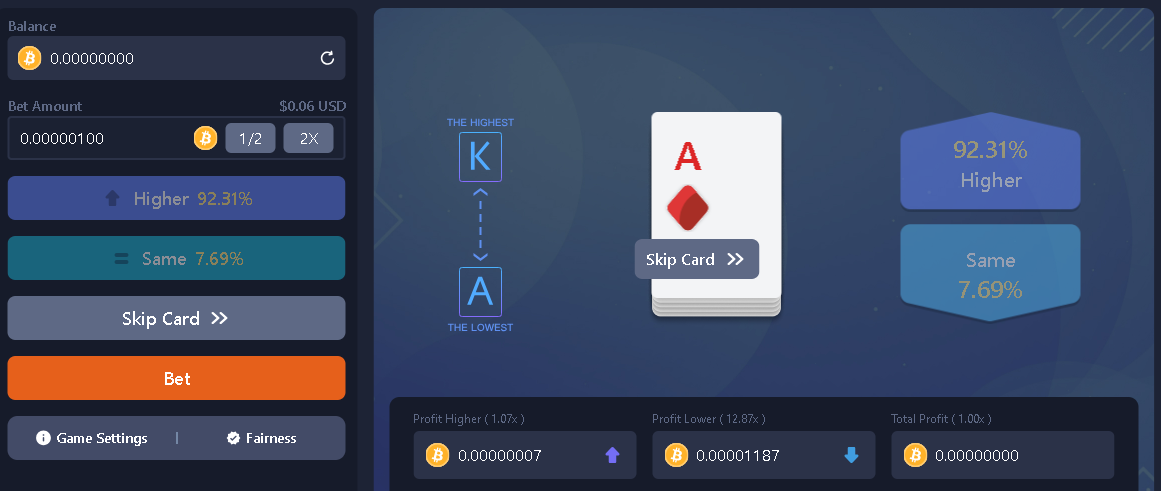 Balance
0.00000000
Bet Amount $0.06 USD
0.00000100 1/2 2X
Higher 92.31%
Same 7.69%
Skip Card
Bet
Game Settings | Fairness
THE HIGHEST
K
A
THE LOWEST
A
Skip Card
92.31%
Higher
Same
7.69%
Profit Higher ( 1.07x ) Profit Lower ( 12.87x ) Total Profit ( 1.00x )
0.00000007 0.00001187 0.00000000